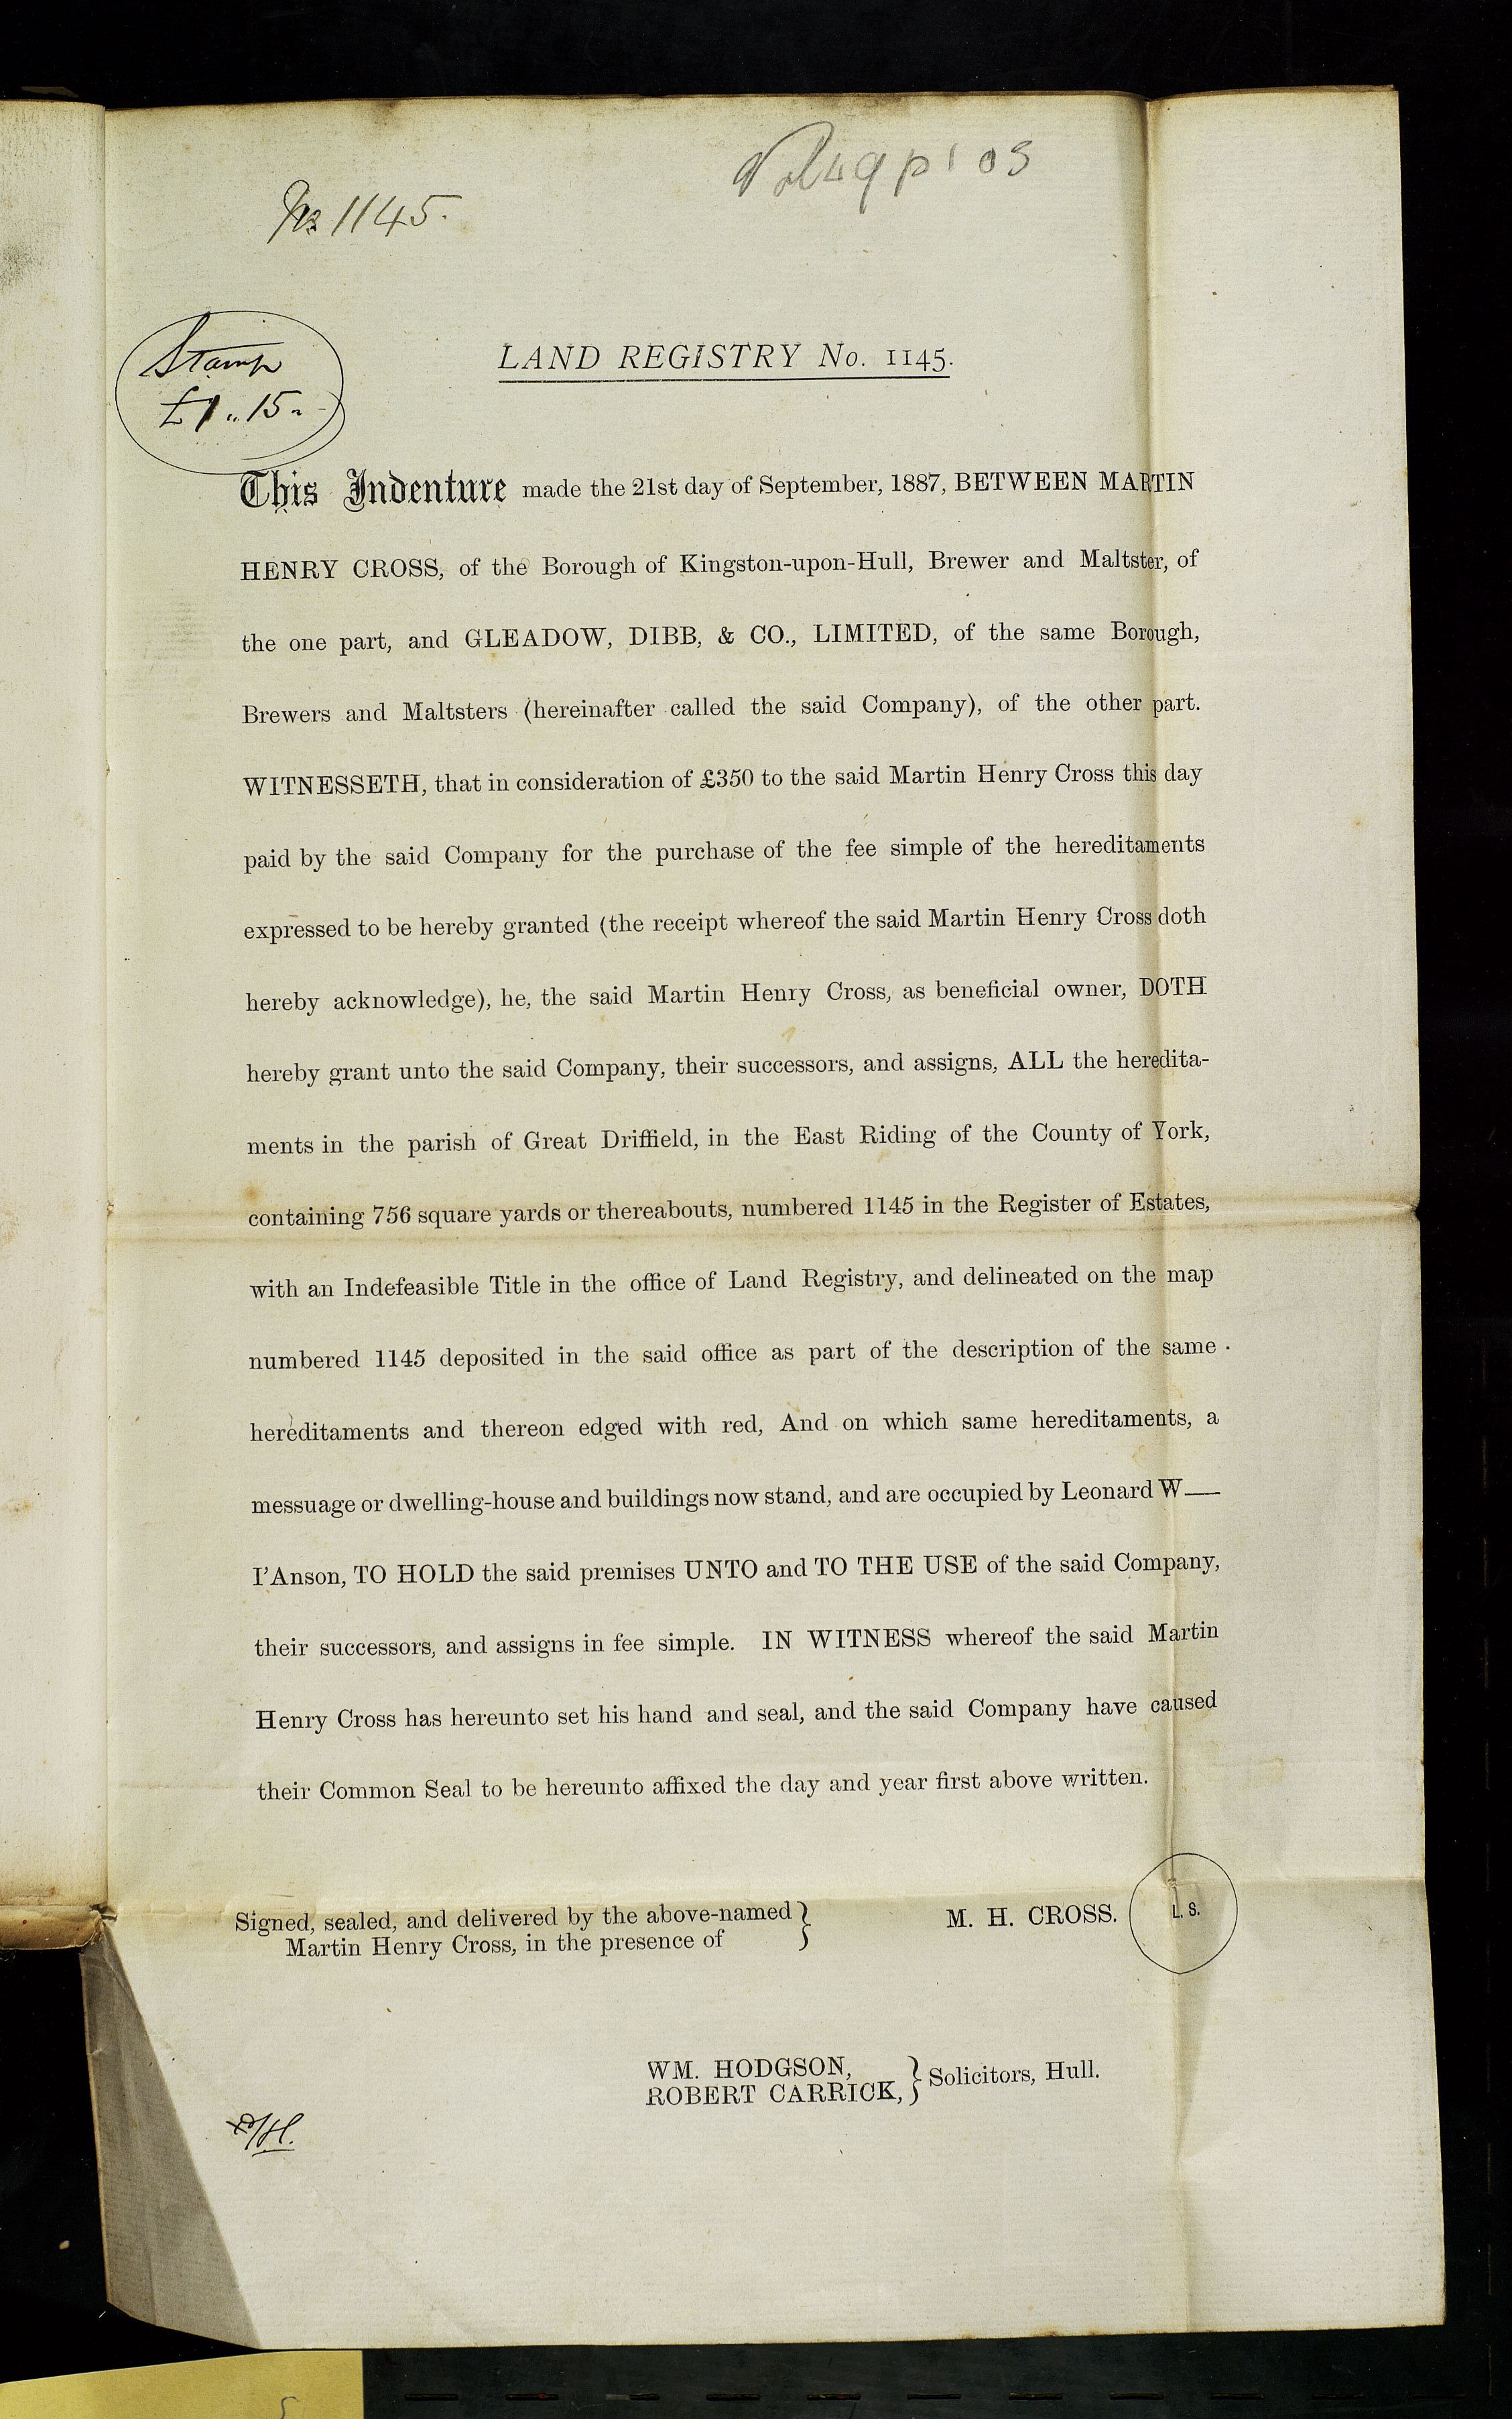 No 1145.
Stamp
£1.. 15 ..
LAND REGISTRY No. 1145.
This Indenture made the 21st day of September, 1887, BETWEEN MARTIN
HENRY CROSS, of the Borough of Kingston-upon-Hull, Brewer and Maltster, of
the one part, and GLEADOW, DIBB, & CO., LIMITED, of the same Borough,
Brewers and Maltsters (hereinafter called the said Company), of the other part.
WITNESSETH, that in consideration of £350 to the said Martin Henry Cross this day
paid by the said Company for the purchase of the fee simple of the hereditaments
expressed to be hereby granted (the receipt whereof the said Martin Henry Cross doth
hereby acknowledge), he, the said Martin Henry Cross, as beneficial owner, DOTH
hereby grant unto the said Company, their successors, and assigns, ALL the heredita-
ments in the parish of Great Driffield, in the East Riding of the County of York,
containing 756 square yards or thereabouts, numbered 1145 in the Register of Estates,
with an Indefeasible Title in the office of Land Registry, and delineated on the map
numbered 1145 deposited in the said office as part of the description of the same
hereditaments and thereon edged with red, And on which same hereditaments, a
messuage or dwelling-house and buildings now stand, and are occupied by Leonard W——
I'Anson, TO HOLD the said premises UNTO and TO THE USE of the said Company,
their successors, and assigns in fee simple. IN WITNESS whereof the said Martin
Henry Cross has hereunto set his hand and seal, and the said Company have caused
their Common Seal to be hereunto affixed the day and year first above written.
Signed, sealed, and delivered by the above-named
Martin Henry Cross, in the presence of
M. H. CROSS. L. S.
WM. HODGSON,
ROBERT CARRICK, } Solicitors, Hull.